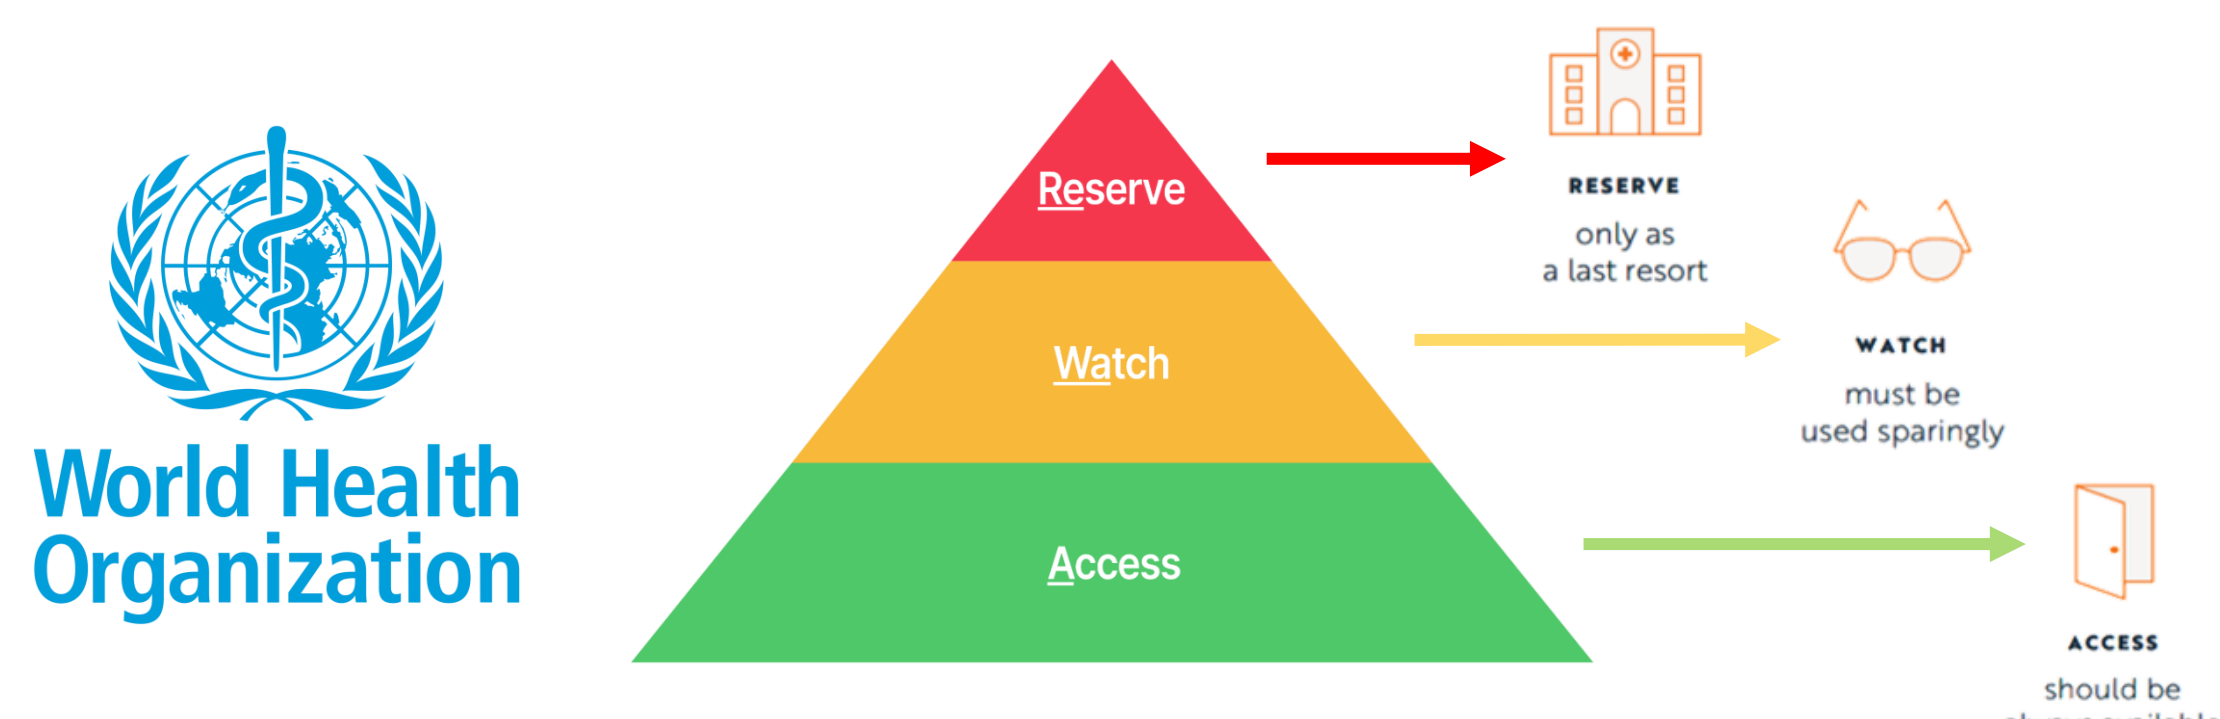 World Health
Organization
Reserve
Watch
Access
RESERVE
only as
a last resort
WATCH
must be
used sparingly
ACCESS
should be